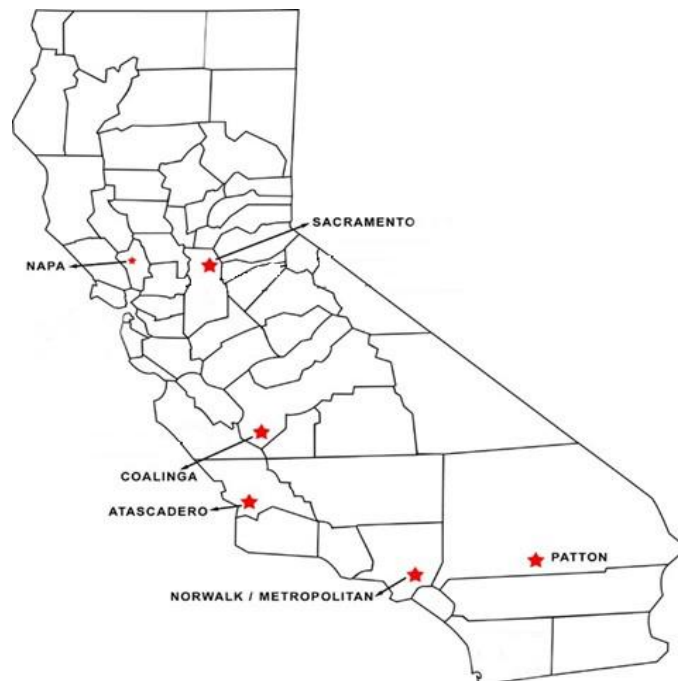 SACRAMENTO
NAPA
COALINGA
ATASCADERO
PATTON
NORWALK / METROPOLITAN